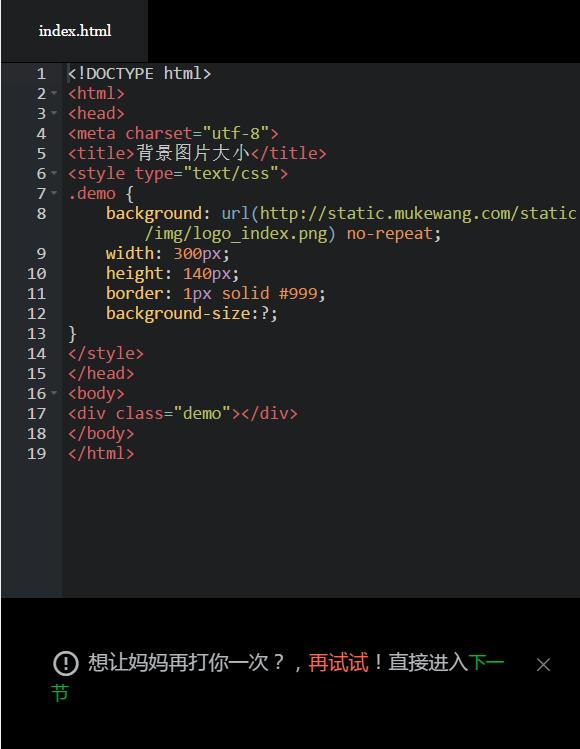 index.html
1 <!DOCTYPE html>
2 <html>
3 <head>
4 <meta charset="utf-8">
5 <title>背景图片大小</title>
6 <style type="text/css">
7 .demo {
8     background: url(http://static.mukewang.com/static
/img/logo_index.png) no-repeat;
9     width: 300px;
10     height: 140px;
11     border: 1px solid #999;
12     background-size:?;
13 }
14 </style>
15 </head>
16 <body>
17 <div class="demo"></div>
18 </body>
19 </html>
想让妈妈再打你一次？，再试试！直接进入下一
节